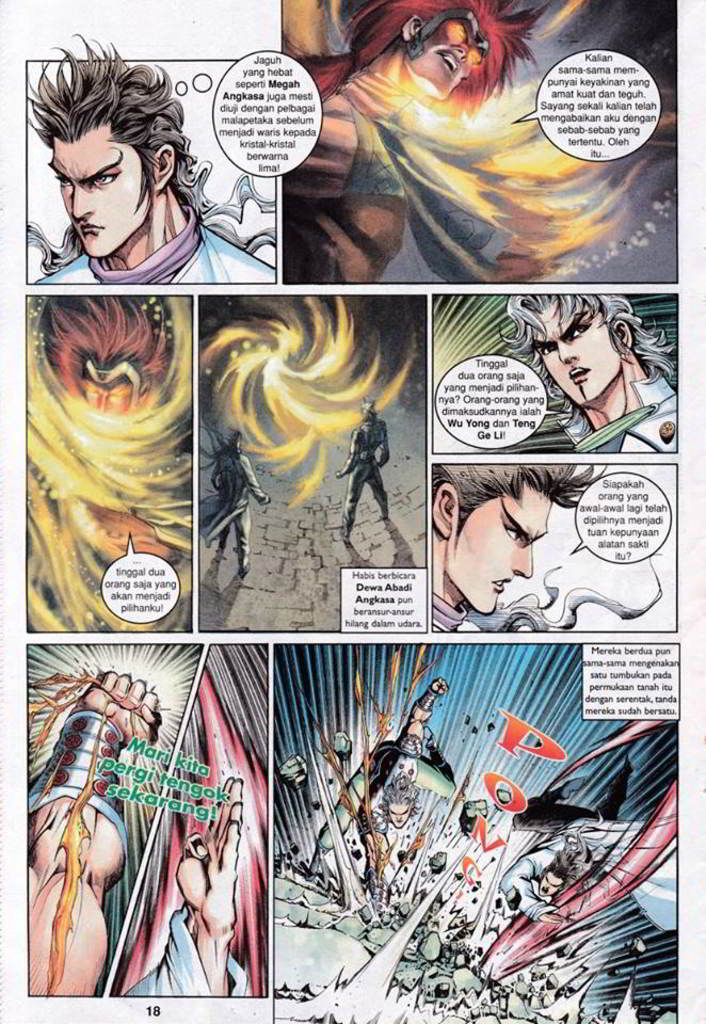 Jaguh
yang hebat
seperti Megah
Angkasa juga mesti
diuji dengan pelbagai
malapetaka sebelum
menjadi waris kepada
kristal-kristal
berwarna
lima!
Kalian
sama-sama mem-
punyai keyakinan yang
amat kuat dan teguh.
Sayang sekali kalian telah
mengabaikan aku dengan
sebab-sebab yang
tertentu. Oleh
itu...
...
tinggal dua
orang saja yang
akan menjadi
pilihanku!
Habis berbicara
Dewa Abadi
Angkasa pun
beransur-ansur
hilang dalam udara.
Tinggal
dua orang saja
yang menjadi pilihan-
nya? Orang-orang yang
dimaksudkannya ialah
Wu Yong dan Teng
Ge Li!
Siapakah
orang yang
awal-awal lagi telah
dipilihnya menjadi
tuan kepunyaan
alatan sakti
itu?
Mari kita
pergi tengok
sekarang!
Mereka berdua pun
sama-sama mengenakan
satu tumbukan pada
permukaan tanah itu
dengan serentak, tanda
mereka sudah bersatu.
PONG
18